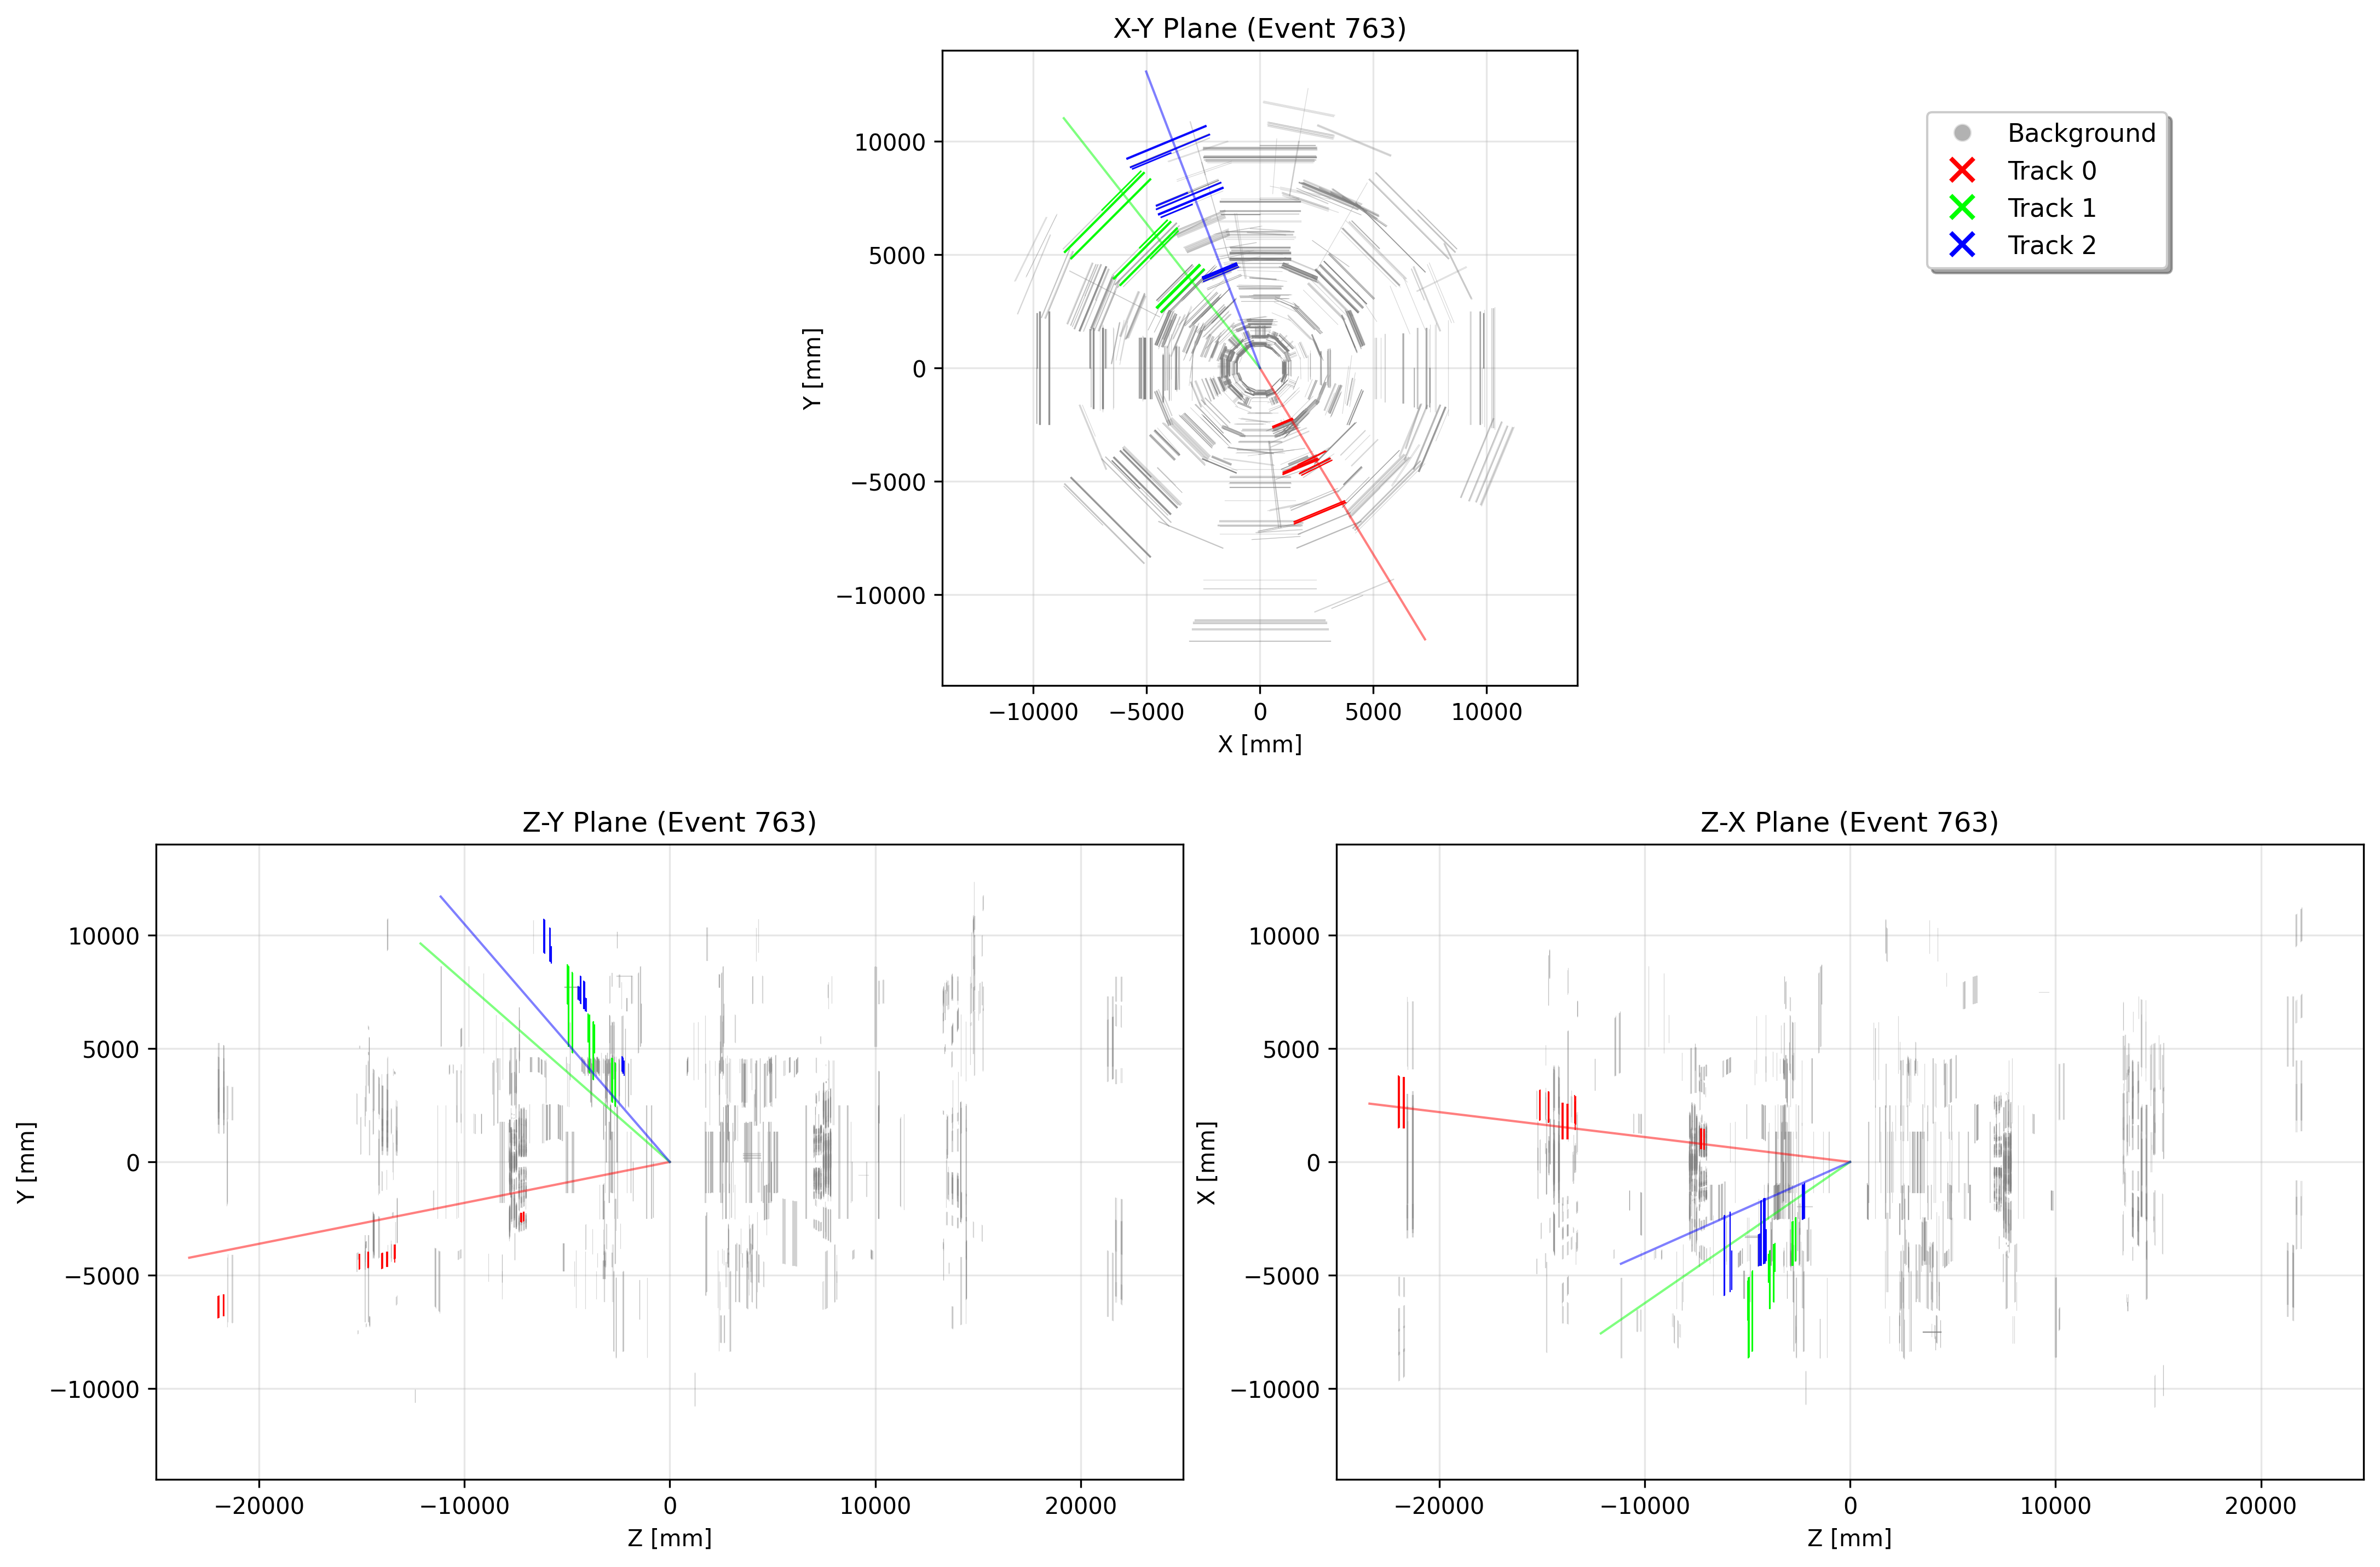 X-Y Plane (Event 763)
Background
Track 0
Track 1
Track 2
10000
5000
0
−5000
−10000
Y [mm]
−10000 −5000 0 5000 10000
X [mm]
Z-Y Plane (Event 763)
10000
5000
0
−5000
−10000
Y [mm]
−20000 −10000 0 10000 20000
Z [mm]
Z-X Plane (Event 763)
10000
5000
0
−5000
−10000
X [mm]
−20000 −10000 0 10000 20000
Z [mm]